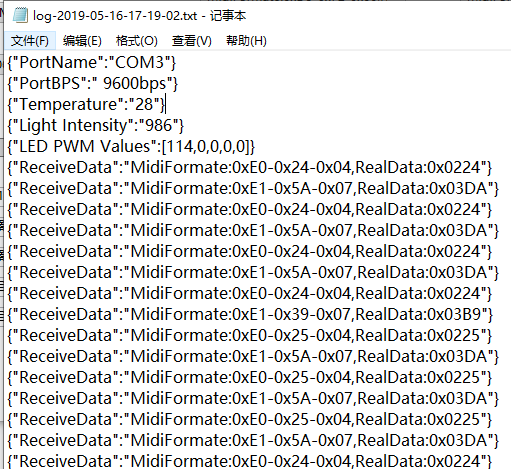 log-2019-05-16-17-19-02.txt - 记事本
文件(F) 编辑(E) 格式(O) 查看(V) 帮助(H)
{"PortName":"COM3"}
{"PortBPS":" 9600bps"}
{"Temperature":"28"}
{"Light Intensity":"986"}
{"LED PWM Values":[114,0,0,0,0]}
{"ReceiveData":"MidiFormate:0xE0-0x24-0x04,RealData:0x0224"}
{"ReceiveData":"MidiFormate:0xE1-0x5A-0x07,RealData:0x03DA"}
{"ReceiveData":"MidiFormate:0xE0-0x24-0x04,RealData:0x0224"}
{"ReceiveData":"MidiFormate:0xE1-0x5A-0x07,RealData:0x03DA"}
{"ReceiveData":"MidiFormate:0xE0-0x24-0x04,RealData:0x0224"}
{"ReceiveData":"MidiFormate:0xE1-0x5A-0x07,RealData:0x03DA"}
{"ReceiveData":"MidiFormate:0xE0-0x24-0x04,RealData:0x0224"}
{"ReceiveData":"MidiFormate:0xE1-0x39-0x07,RealData:0x03B9"}
{"ReceiveData":"MidiFormate:0xE0-0x25-0x04,RealData:0x0225"}
{"ReceiveData":"MidiFormate:0xE1-0x5A-0x07,RealData:0x03DA"}
{"ReceiveData":"MidiFormate:0xE0-0x25-0x04,RealData:0x0225"}
{"ReceiveData":"MidiFormate:0xE1-0x5A-0x07,RealData:0x03DA"}
{"ReceiveData":"MidiFormate:0xE0-0x25-0x04,RealData:0x0225"}
{"ReceiveData":"MidiFormate:0xE1-0x5A-0x07,RealData:0x03DA"}
{"ReceiveData":"MidiFormate:0xE0-0x24-0x04,RealData:0x0224"}